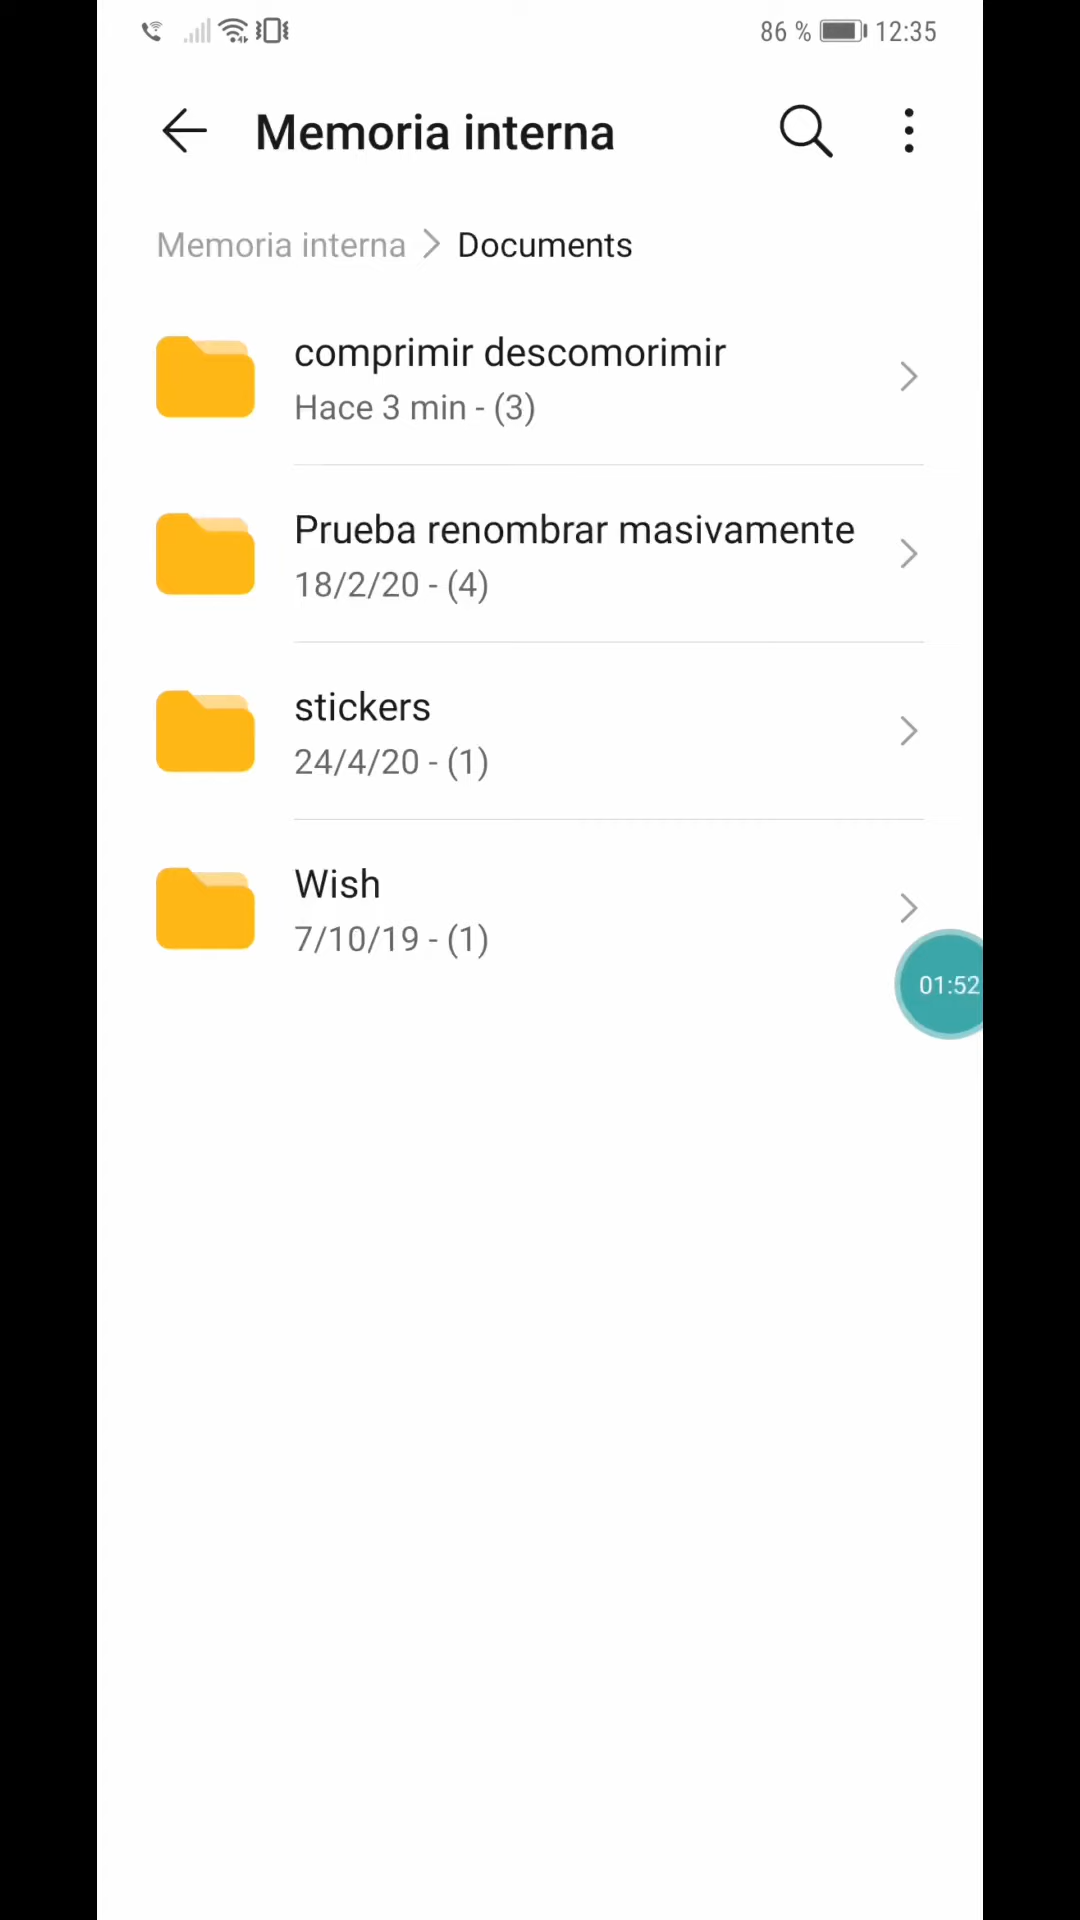 86 % 12:35
Memoria interna
Memoria interna > Documents
comprimir descomorimir
Hace 3 min - (3)
Prueba renombrar masivamente
18/2/20 - (4)
stickers
24/4/20 - (1)
Wish
7/10/19 - (1)
01:52